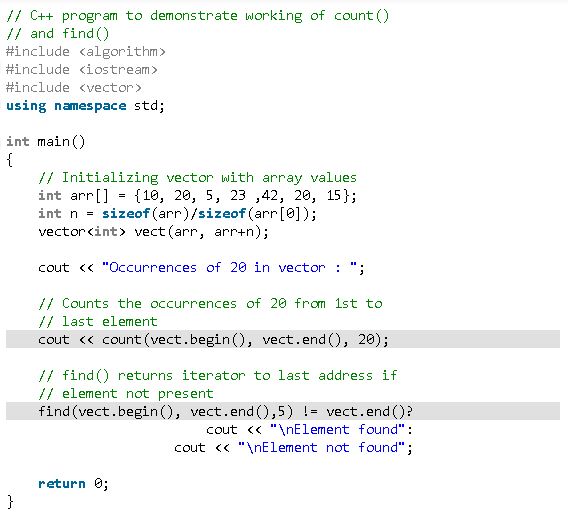 // C++ program to demonstrate working of count()
// and find()
#include <algorithm>
#include <iostream>
#include <vector>
using namespace std;
int main()
{
// Initializing vector with array values
int arr[] = {10, 20, 5, 23 ,42, 20, 15};
int n = sizeof(arr)/sizeof(arr[0]);
vector<int> vect(arr, arr+n);
cout << "Occurrences of 20 in vector : ";
// Counts the occurrences of 20 from 1st to
// last element
cout << count(vect.begin(), vect.end(), 20);
// find() returns iterator to last address if
// element not present
find(vect.begin(), vect.end(),5) != vect.end()?
cout << "\nElement found":
cout << "\nElement not found";
return 0;
}